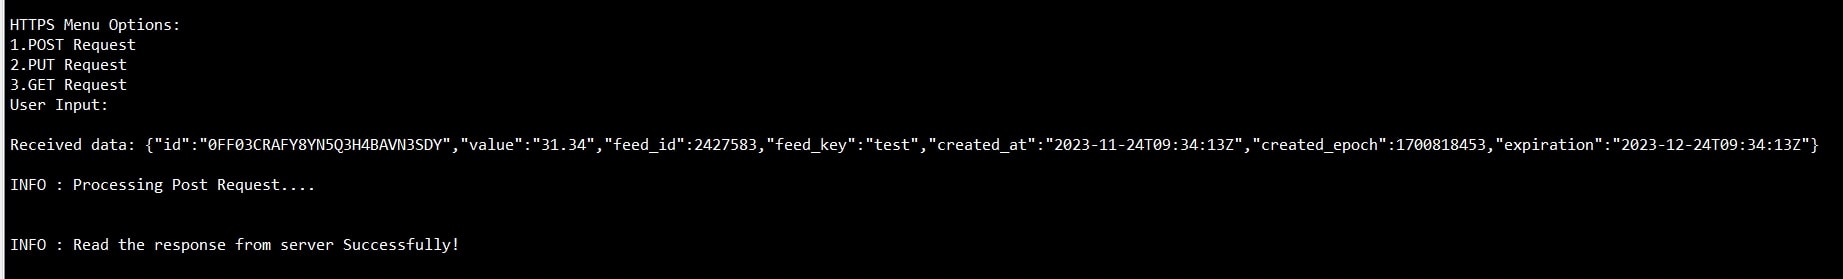 HTTPS Menu Options:
1.POST Request
2.PUT Request
3.GET Request
User Input:
Received data: {"id":"0FF03CRAFY8YN5Q3H4BAVN3SDY","value":"31.34","feed_id":2427583,"feed_key":"test","created_at":"2023-11-24T09:34:13Z","created_epoch":1700818453,"expiration":"2023-12-24T09:34:13Z"}
INFO : Processing Post Request....
INFO : Read the response from server Successfully!